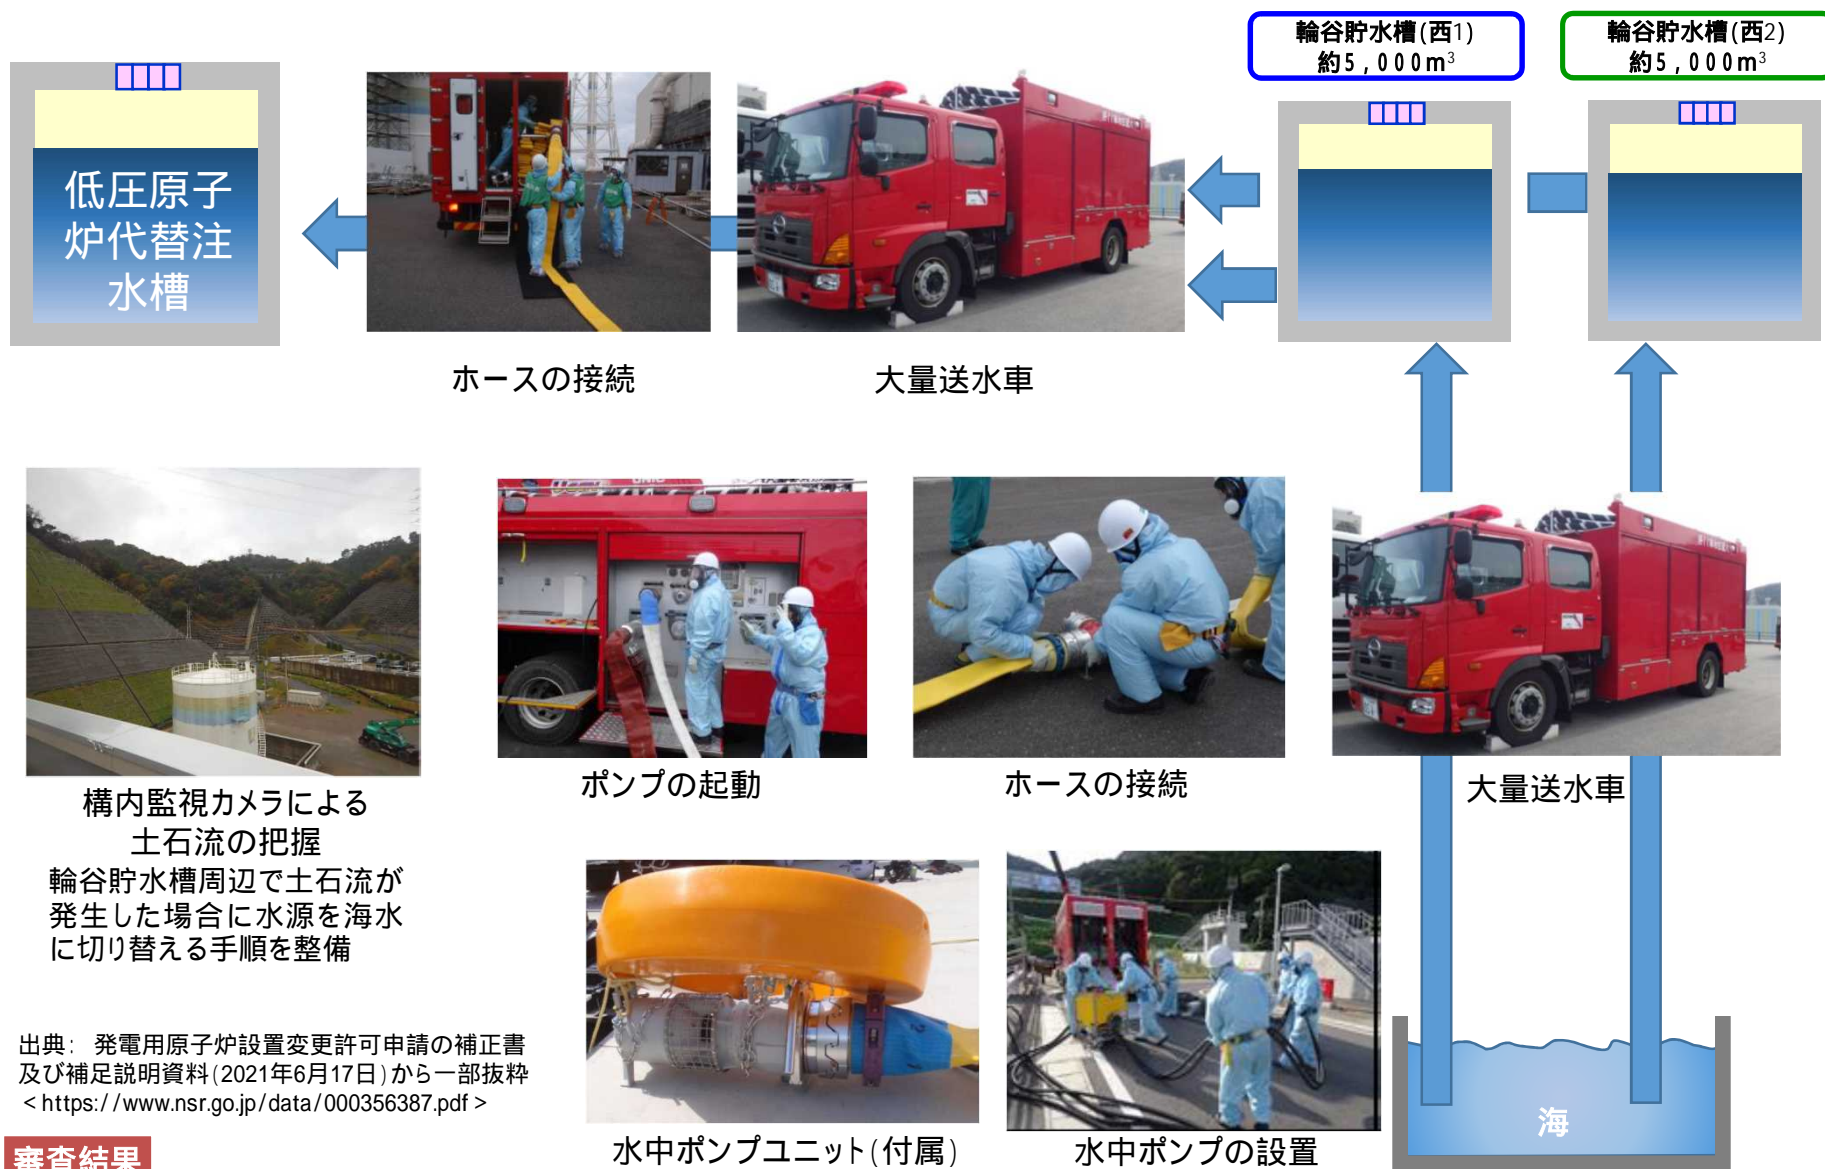 輪谷貯水槽(西1)
約5,000m³
輪谷貯水槽(西2)
約5,000m³
低圧原子
炉代替注
水槽
ホースの接続
大量送水車
ポンプの起動
ホースの接続
大量送水車
構内監視カメラによる
土石流の把握
輪谷貯水槽周辺で土石流が
発生した場合に水源を海水
に切り替える手順を整備
水中ポンプユニット(付属)
水中ポンプの設置
海
出典： 発電用原子炉設置変更許可申請の補正書
及び補足説明資料(2021年6月17日)から一部抜粋
<https://www.nsr.go.jp/data/000356387.pdf>
審査結果